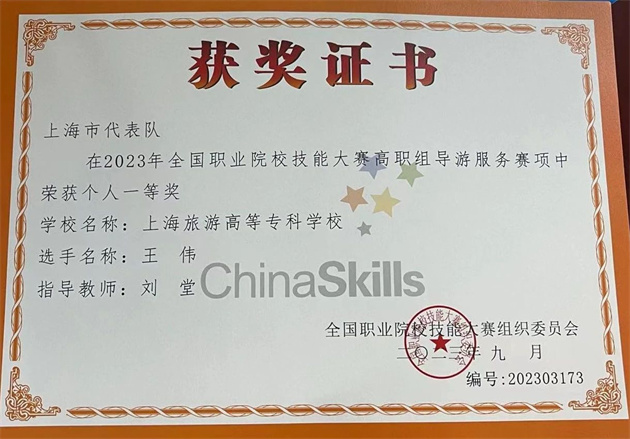 获奖证书
上海市代表队
在2023年全国职业院校技能大赛高职组导游服务赛项中
荣获个人一等奖
学校名称：上海旅游高等专科学校
选手名称：王 伟
指导教师：刘 堂
ChinaSkills
全国职业院校技能大赛组织委员会
二〇二三年九 月
编号:202303173